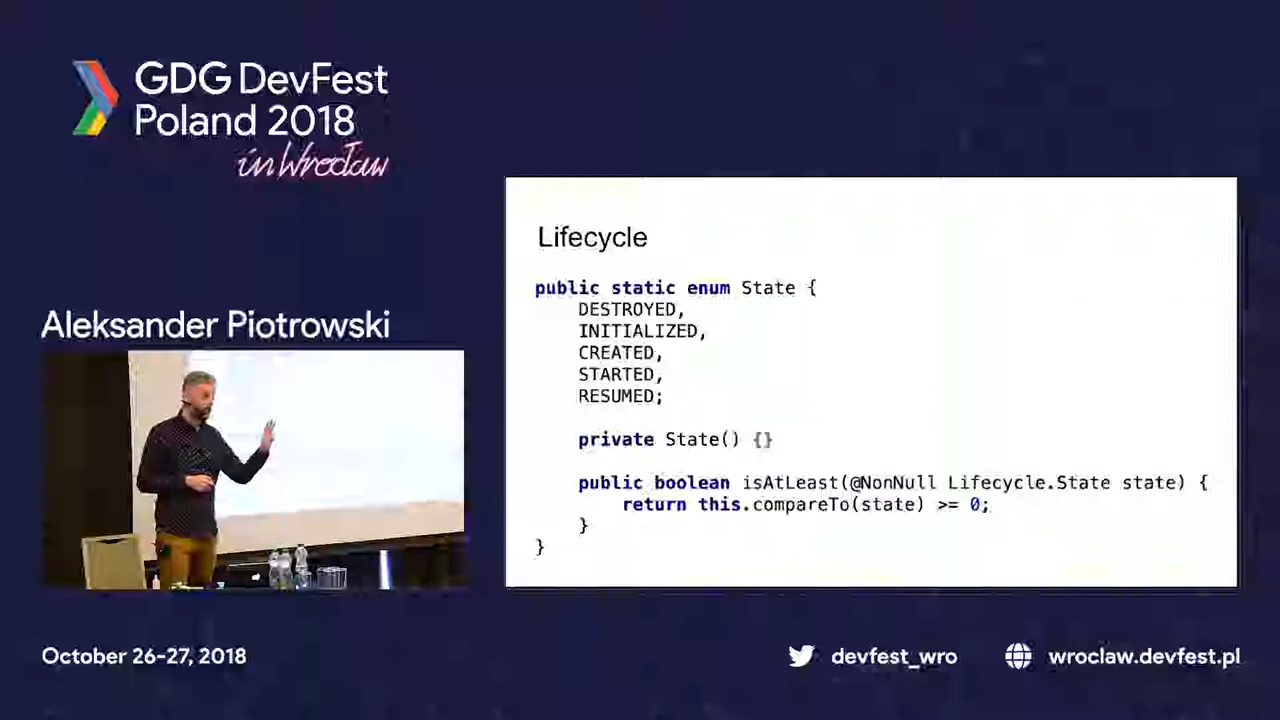 GDG DevFest
Poland 2018
in Wrocław
Aleksander Piotrowski
Lifecycle
public static enum State {
    DESTROYED,
    INITIALIZED,
    CREATED,
    STARTED,
    RESUMED;
    private State() {}
    public boolean isAtLeast(@NonNull Lifecycle.State state) {
        return this.compareTo(state) >= 0;
    }
}
October 26-27, 2018
devfest_wro
wroclaw.devfest.pl